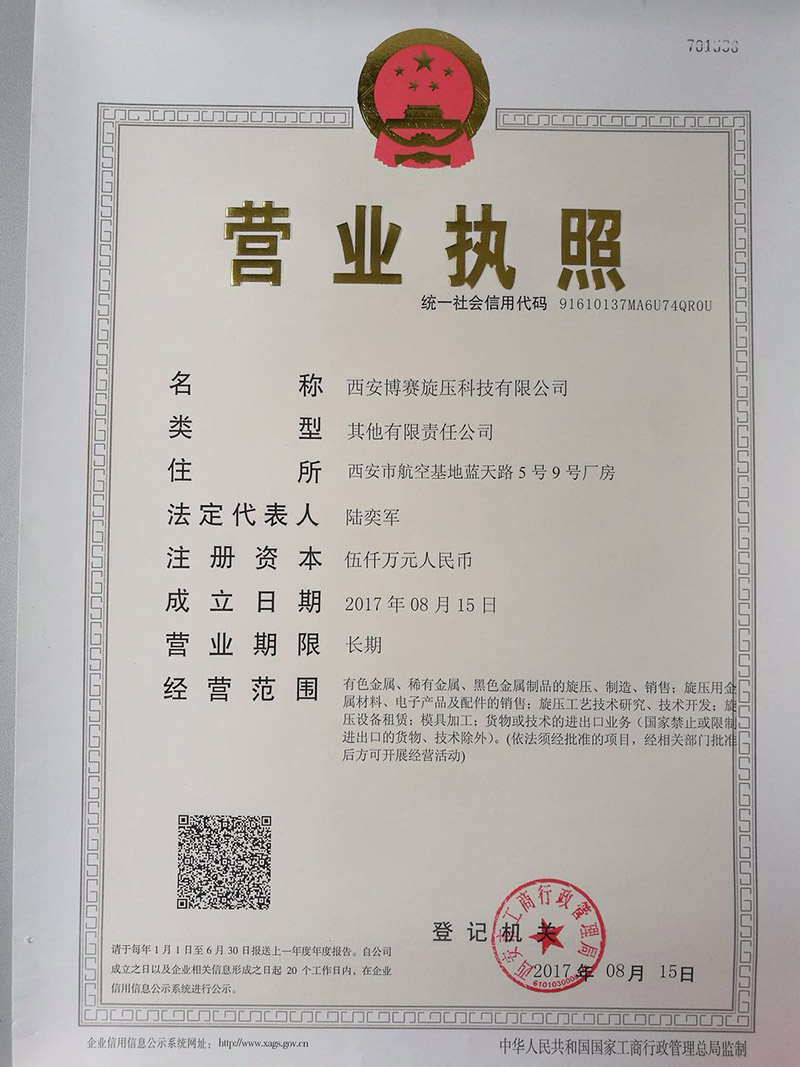 营业执照
统一社会信用代码 91610137MA6U74QR0U
名称 西安博赛旋压科技有限公司
类型 其他有限责任公司
住所 西安市航空基地蓝天路5号9号厂房
法定代表人 陆奕军
注册资本 伍仟万元人民币
成立日期 2017年08月15日
营业期限 长期
经营范围 有色金属、稀有金属、黑色金属制品的旋压、制造、销售；旋压用金
属材料、电子产品及配件的销售；旋压工艺技术研究、技术开发；旋
压设备租赁；模具加工；货物或技术的进出口业务（国家禁止或限制
进出口的货物、技术除外）。(依法须经批准的项目，经相关部门批准
后方可开展经营活动)
登记机关
西安市工商行政管理局
2017年08月15日
请于每年1月1日至6月30日报送上一年度年度报告。自公司
成立之日以及企业相关信息形成之日起20个工作日内，在企业
信用信息公示系统进行公示。
企业信用信息公示系统网址：http://www.xags.gov.cn
中华人民共和国国家工商行政管理总局监制